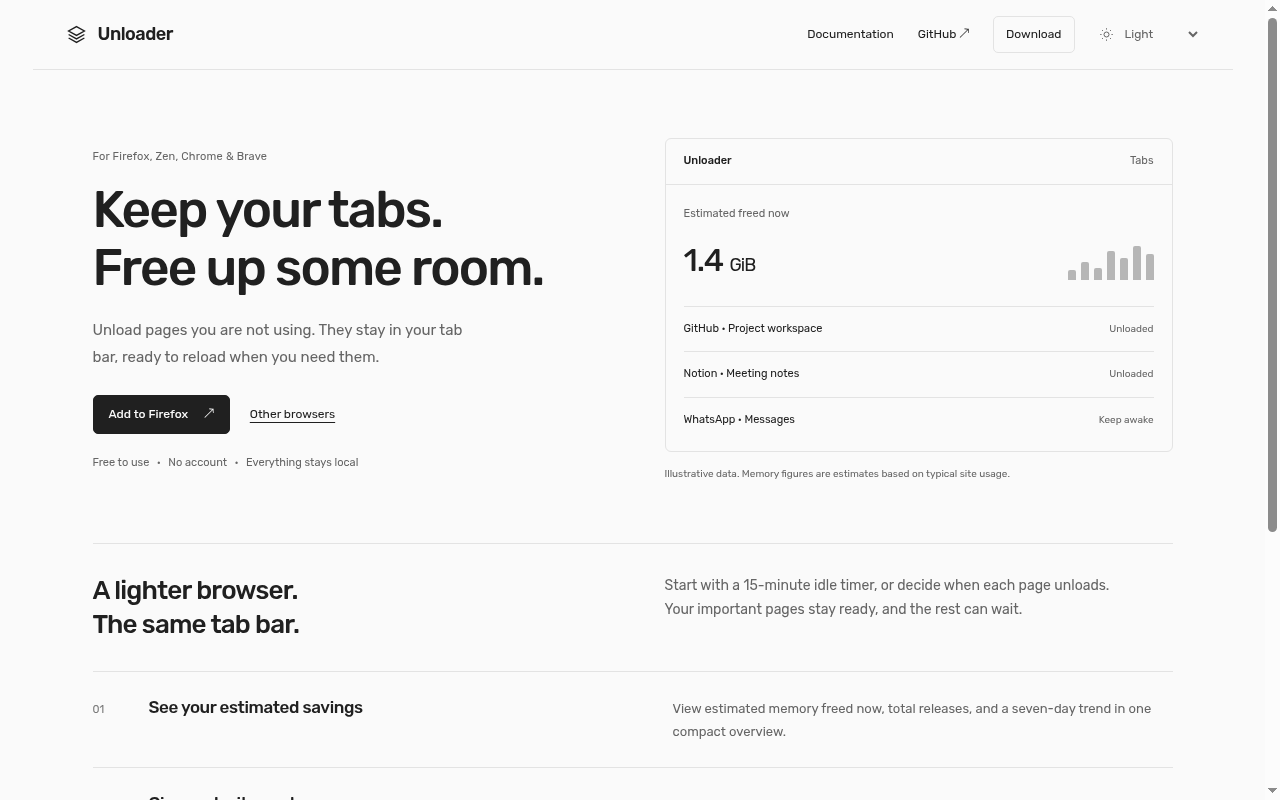 Unloader
Documentation
GitHub
Download
Light
For Firefox, Zen, Chrome & Brave
Keep your tabs.
Free up some room.
Unload pages you are not using. They stay in your tab
bar, ready to reload when you need them.
Add to Firefox
Other browsers
Free to use • No account • Everything stays local
Unloader
Tabs
Estimated freed now
1.4 GiB
GitHub • Project workspace
Unloaded
Notion • Meeting notes
Unloaded
WhatsApp • Messages
Keep awake
Illustrative data. Memory figures are estimates based on typical site usage.
A lighter browser.
The same tab bar.
Start with a 15-minute idle timer, or decide when each page unloads.
Your important pages stay ready, and the rest can wait.
01
See your estimated savings
View estimated memory freed now, total releases, and a seven-day trend in one
compact overview.